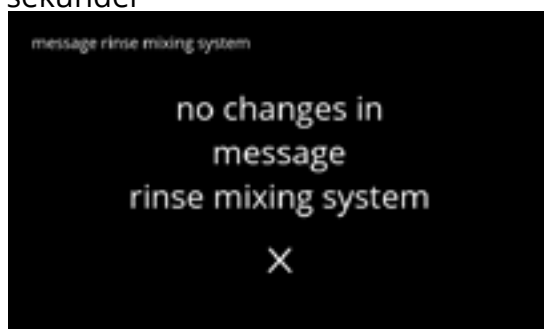 sekunder
message rinse mixing system
no changes in
message
rinse mixing system
X